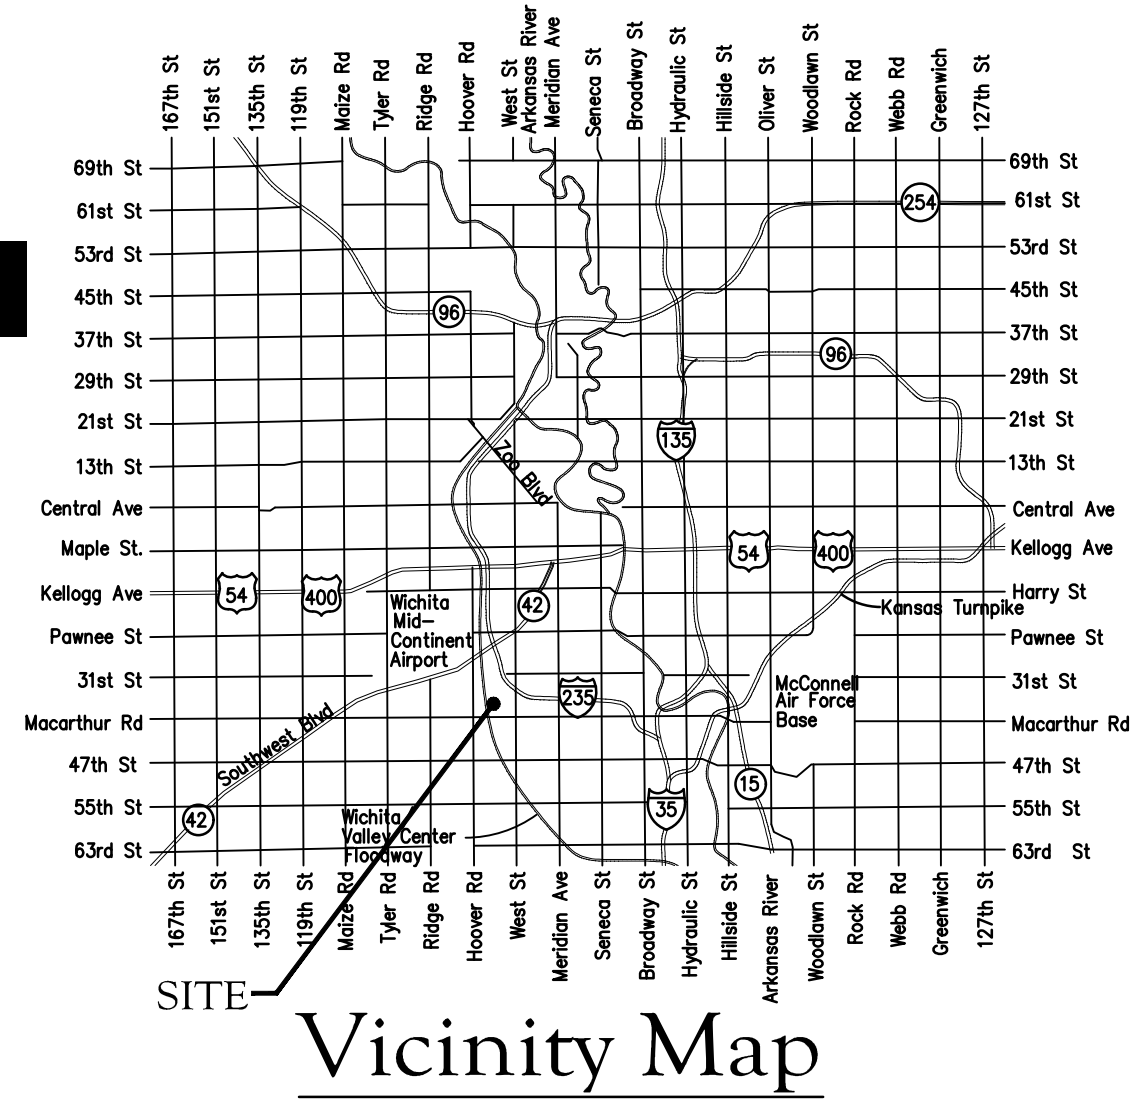 167th St
151st St
135th St
119th St
Maize Rd
Tyler Rd
Ridge Rd
Hoover Rd
West St
Arkansas River
Meridian Ave
Seneca St
Broadway St
Hydraulic St
Hillside St
Oliver St
Woodlawn St
Rock Rd
Webb Rd
Greenwich
127th St
69th St
69th St
61st St
254
61st St
53rd St
53rd St
45th St
45th St
96
37th St
37th St
96
29th St
29th St
21st St
21st St
135
13th St
13th St
Zoo Blvd
Central Ave
Central Ave
Maple St.
54
400
Kellogg Ave
Kellogg Ave
54
400
Harry St
Wichita
Mid-
Continent
Airport
42
Kansas Turnpike
Pawnee St
Pawnee St
31st St
31st St
235
McConnell
Air Force
Base
Macarthur Rd
Macarthur Rd
Southwest Blvd
47th St
47th St
15
55th St
55th St
35
42
Wichita
Valley Center
Floodway
63rd St
63rd St
167th St
151st St
135th St
119th St
Maize Rd
Tyler Rd
Ridge Rd
Hoover Rd
West St
Meridian Ave
Seneca St
Broadway St
Hydraulic St
Hillside St
Arkansas River
Woodlawn St
Rock Rd
Webb Rd
Greenwich
127th St
SITE
Vicinity Map